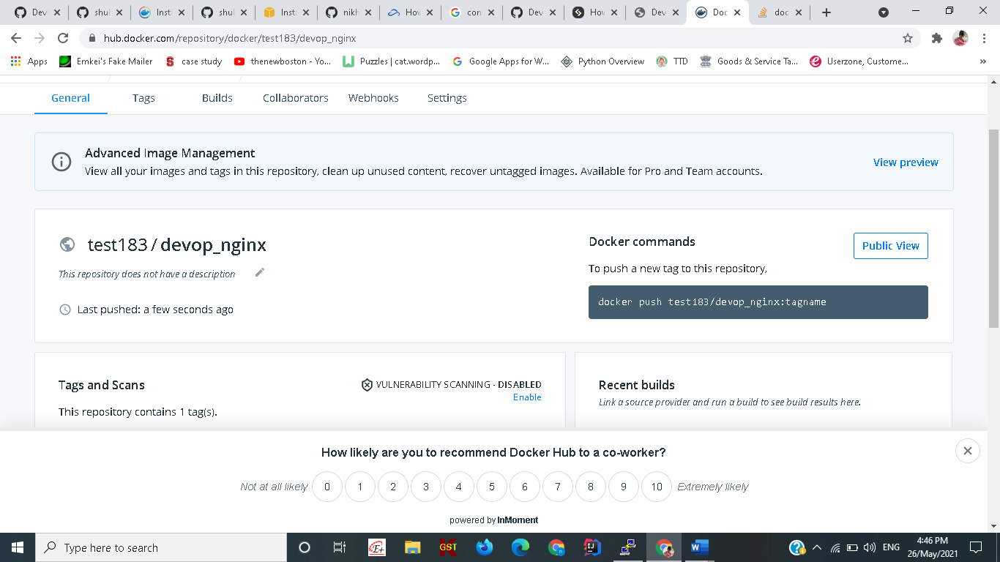 Dev
shul
Insta
shul
Insta
nikh
How
con
Dev
How
Dev
Doc
doc
hub.docker.com/repository/docker/test183/devop_nginx
Apps
Emkei's Fake Mailer
case study
thenewboston - Yo...
Puzzles | cat.wordp...
Google Apps for W...
Python Overview
TTD
Goods & Service Ta...
Userzone, Custome...
»
General
Tags
Builds
Collaborators
Webhooks
Settings
Advanced Image Management
View all your images and tags in this repository, clean up unused content, recover untagged images. Available for Pro and Team accounts.
View preview
test183 / devop_nginx
This repository does not have a description
Last pushed: a few seconds ago
Docker commands
Public View
To push a new tag to this repository,
docker push test183/devop_nginx:tagname
Tags and Scans
VULNERABILITY SCANNING - DISABLED
Enable
This repository contains 1 tag(s).
Recent builds
Link a source provider and run a build to see build results here.
How likely are you to recommend Docker Hub to a co-worker?
Not at all likely 0 1 2 3 4 5 6 7 8 9 10 Extremely likely
powered by InMoment
Type here to search
GST
ENG
4:46 PM
26/May/2021